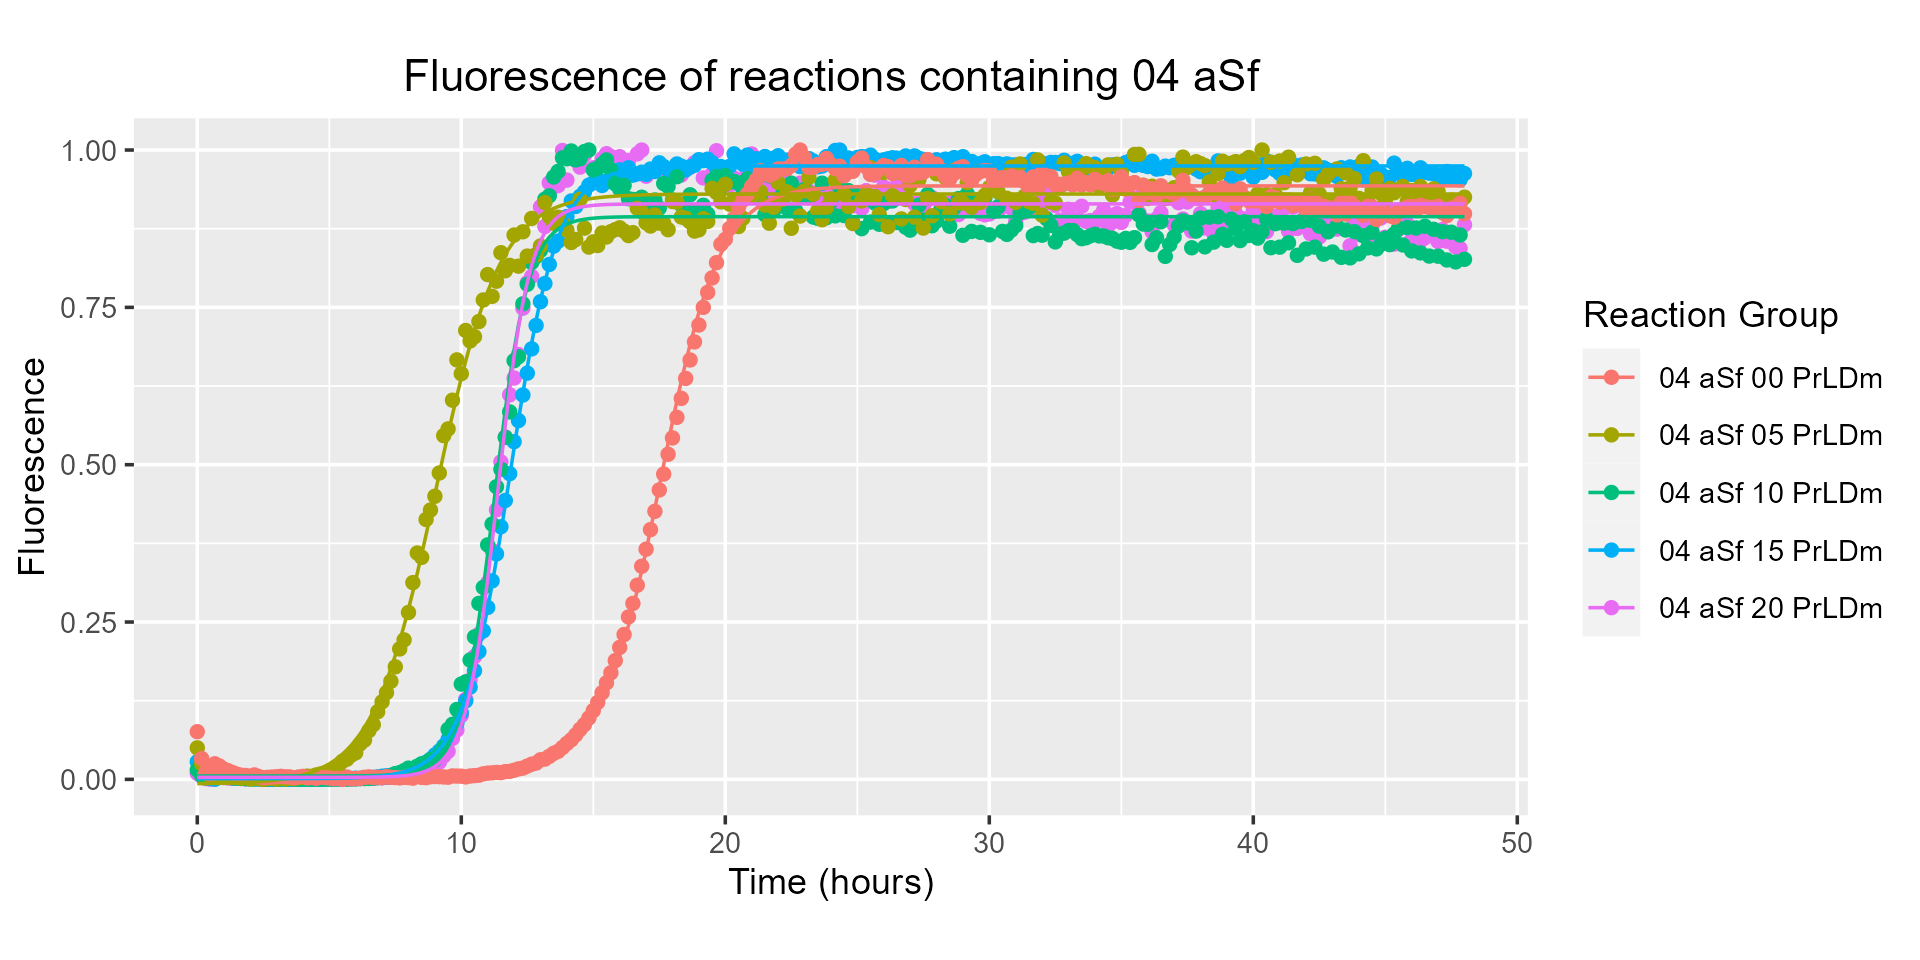 Fluorescence of reactions containing 04 aSf
1.00
0.75
0.50
0.25
0.00
Fluorescence
0 10 20 30 40 50
Time (hours)
Reaction Group
04 aSf 00 PrLDm
04 aSf 05 PrLDm
04 aSf 10 PrLDm
04 aSf 15 PrLDm
04 aSf 20 PrLDm